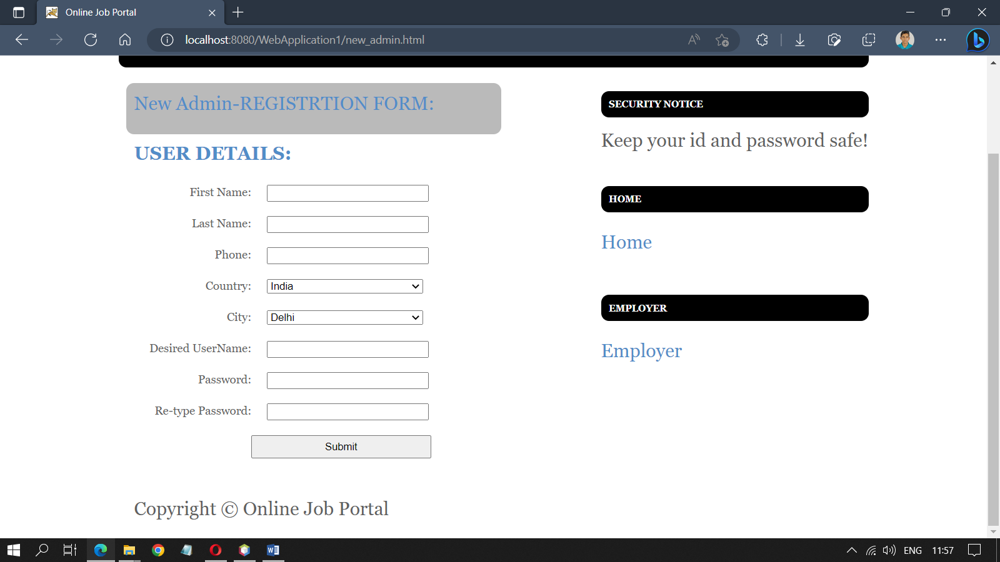 Online Job Portal
localhost:8080/WebApplication1/new_admin.html
New Admin-REGISTRTION FORM:
USER DETAILS:
First Name:
Last Name:
Phone:
Country: India
City: Delhi
Desired UserName:
Password:
Re-type Password:
Submit
SECURITY NOTICE
Keep your id and password safe!
HOME
Home
EMPLOYER
Employer
Copyright © Online Job Portal
ENG 11:57